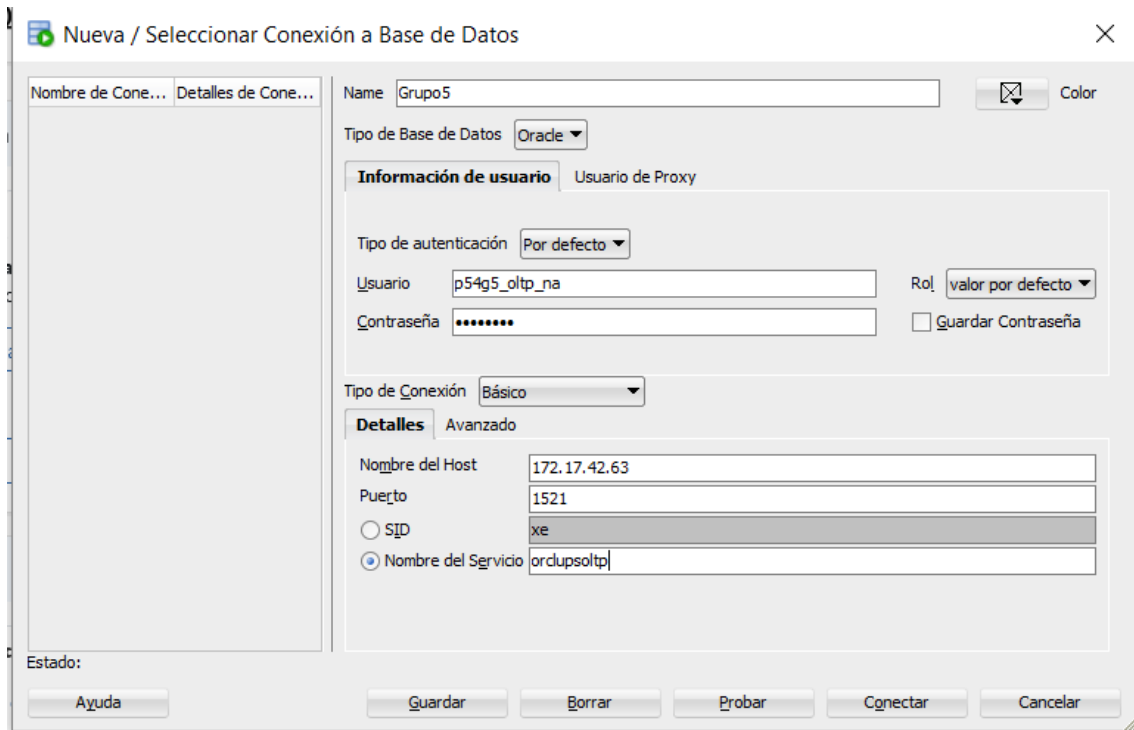 Nueva / Seleccionar Conexión a Base de Datos
Nombre de Cone... Detalles de Cone...
Name Grupo5 Color
Tipo de Base de Datos Oracle
Información de usuario Usuario de Proxy
Tipo de autenticación Por defecto
Usuario p54g5_oltp_na Rol valor por defecto
Contraseña •••••••• Guardar Contraseña
Tipo de Conexión Básico
Detalles Avanzado
Nombre del Host 172.17.42.63
Puerto 1521
SID xe
Nombre del Servicio orclupsoltp
Estado:
Ayuda Guardar Borrar Probar Conectar Cancelar